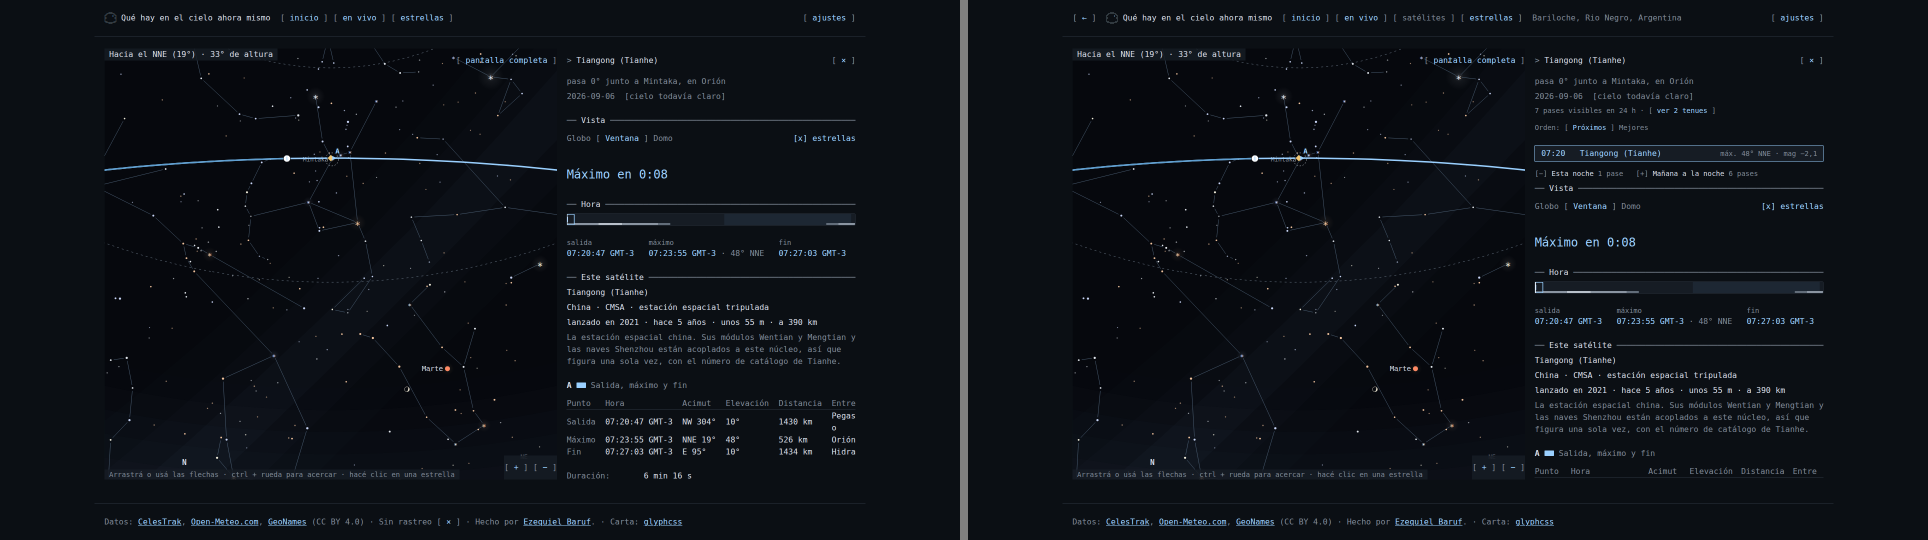 Qué hay en el cielo ahora mismo [ inicio ] [ en vivo ] [ estrellas ] [ ajustes ]
Hacia el NNE (19°) · 33° de altura
[ pantalla completa ]
Mintaka
A
Marte
N
[ + ] [ − ]
Arrastrá o usá las flechas · ctrl + rueda para acercar · hacé clic en una estrella
> Tiangong (Tianhe) [ × ]
pasa 0° junto a Mintaka, en Orión
2026-09-06 [cielo todavía claro]
Vista
Globo [ Ventana ] Domo [x] estrellas
Máximo en 0:08
Hora
salida máximo fin
07:20:47 GMT-3 07:23:55 GMT-3 · 48° NNE 07:27:03 GMT-3
Este satélite
Tiangong (Tianhe)
China · CMSA · estación espacial tripulada
lanzado en 2021 · hace 5 años · unos 55 m · a 390 km
La estación espacial china. Sus módulos Wentian y Mengtian y
las naves Shenzhou están acoplados a este núcleo, así que
figura una sola vez, con el número de catálogo de Tianhe.
A Salida, máximo y fin
Punto Hora Acimut Elevación Distancia Entre
Salida 07:20:47 GMT-3 NW 304° 10° 1430 km Pegas
o
Máximo 07:23:55 GMT-3 NNE 19° 48° 526 km Orión
Fin 07:27:03 GMT-3 E 95° 10° 1434 km Hidra
Duración: 6 min 16 s
Datos: CelesTrak, Open-Meteo.com, GeoNames (CC BY 4.0) · Sin rastreo [ × ] · Hecho por Ezequiel Baruf. · Carta: glyphcss
[ ← ] Qué hay en el cielo ahora mismo [ inicio ] [ en vivo ] [ satélites ] [ estrellas ] Bariloche, Río Negro, Argentina [ ajustes ]
Hacia el NNE (19°) · 33° de altura
[ pantalla completa ]
Mintaka
A
Marte
N
[ + ] [ − ]
Arrastrá o usá las flechas · ctrl + rueda para acercar · hacé clic en una estrella
> Tiangong (Tianhe) [ × ]
pasa 0° junto a Mintaka, en Orión
2026-09-06 [cielo todavía claro]
7 pases visibles en 24 h · [ ver 2 tenues ]
Orden: [ Próximos ] Mejores
07:20 Tiangong (Tianhe) máx. 48° NNE · mag −2,1
[−] Esta noche 1 pase [+] Mañana a la noche 6 pases
Vista
Globo [ Ventana ] Domo [x] estrellas
Máximo en 0:08
Hora
salida máximo fin
07:20:47 GMT-3 07:23:55 GMT-3 · 48° NNE 07:27:03 GMT-3
Este satélite
Tiangong (Tianhe)
China · CMSA · estación espacial tripulada
lanzado en 2021 · hace 5 años · unos 55 m · a 390 km
La estación espacial china. Sus módulos Wentian y Mengtian y
las naves Shenzhou están acoplados a este núcleo, así que
figura una sola vez, con el número de catálogo de Tianhe.
A Salida, máximo y fin
Punto Hora Acimut Elevación Distancia Entre
Datos: CelesTrak, Open-Meteo.com, GeoNames (CC BY 4.0) · Hecho por Ezequiel Baruf. · Carta: glyphcss